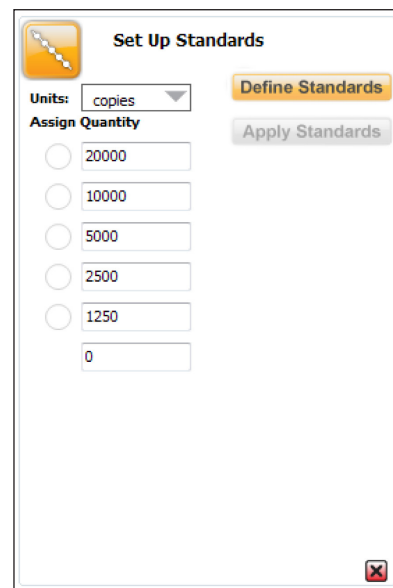 Set Up Standards
Define Standards
Units: copies
Assign Quantity
Apply Standards
20000
10000
5000
2500
1250
0